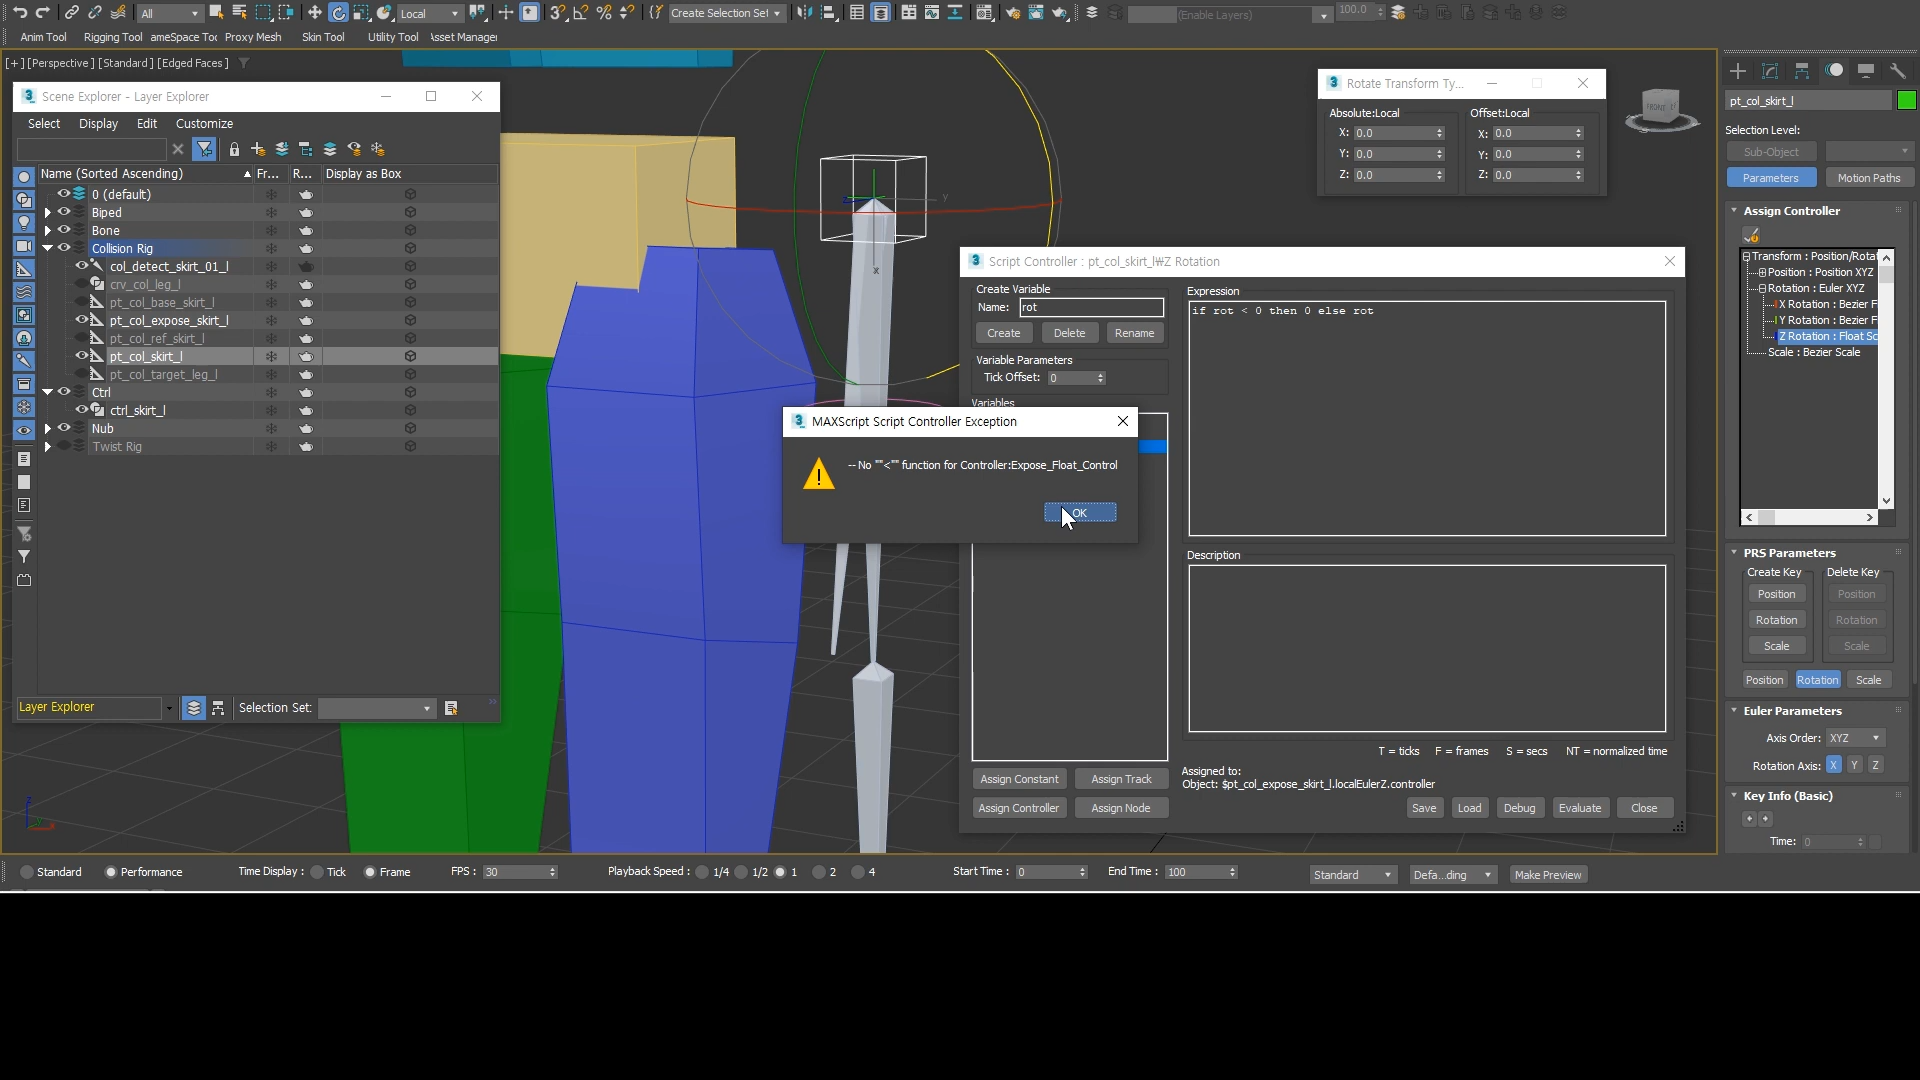 All
Local
Create Selection Set
(Enable Layers)
100.0
Anim Tool
Rigging Tool
ameSpace Toc
Proxy Mesh
Skin Tool
Utility Tool
Asset Manager
[+] [Perspective ] [Standard ] [Edged Faces ]
Scene Explorer - Layer Explorer
Select
Display
Edit
Customize
Name (Sorted Ascending)
Fr...
R...
Display as Box
0 (default)
Biped
Bone
Collision Rig
col_detect_skirt_01_l
crv_col_leg_l
pt_col_base_skirt_l
pt_col_expose_skirt_l
pt_col_ref_skirt_l
pt_col_skirt_l
pt_col_target_leg_l
Ctrl
ctrl_skirt_l
Nub
Twist Rig
Layer Explorer
Selection Set:
y
x
z
Rotate Transform Ty...
Absolute:Local
Offset:Local
X: 0.0
X: 0.0
Y: 0.0
Y: 0.0
Z: 0.0
Z: 0.0
FRONT
Script Controller : pt_col_skirt_l₩Z Rotation
Create Variable
Name: rot
Create
Delete
Rename
Variable Parameters
Tick Offset: 0
Variables
Assign Constant
Assign Track
Assign Controller
Assign Node
Expression
if rot < 0 then 0 else rot
Description
T = ticks F = frames S = secs NT = normalized time
Assigned to:
Object: $pt_col_expose_skirt_l.localEulerZ.controller
Save
Load
Debug
Evaluate
Close
MAXScript Script Controller Exception
-- No ""<"" function for Controller:Expose_Float_Control
OK
pt_col_skirt_l
Selection Level:
Sub-Object
Parameters
Motion Paths
Assign Controller
Transform : Position/Rotat
Position : Position XYZ
Rotation : Euler XYZ
X Rotation : Bezier F
Y Rotation : Bezier F
Z Rotation : Float Sc
Scale : Bezier Scale
PRS Parameters
Create Key
Delete Key
Position
Position
Rotation
Rotation
Scale
Scale
Position
Rotation
Scale
Euler Parameters
Axis Order: XYZ
Rotation Axis: X Y Z
Key Info (Basic)
Time: 0
Standard
Performance
Time Display :
Tick
Frame
FPS : 30
Playback Speed :
1/4
1/2
1
2
4
Start Time : 0
End Time : 100
Standard
Defa...ding
Make Preview